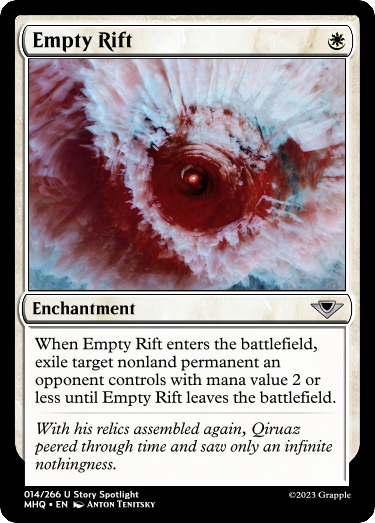 Empty Rift
Enchantment
When Empty Rift enters the battlefield,
exile target nonland permanent an
opponent controls with mana value 2 or
less until Empty Rift leaves the battlefield.
With his relics assembled again, Qiruaz
peered through time and saw only an infinite
nothingness.
014/266 U Story Spotlight
MHQ • EN Anton Tenitsky
©2023 Grapple